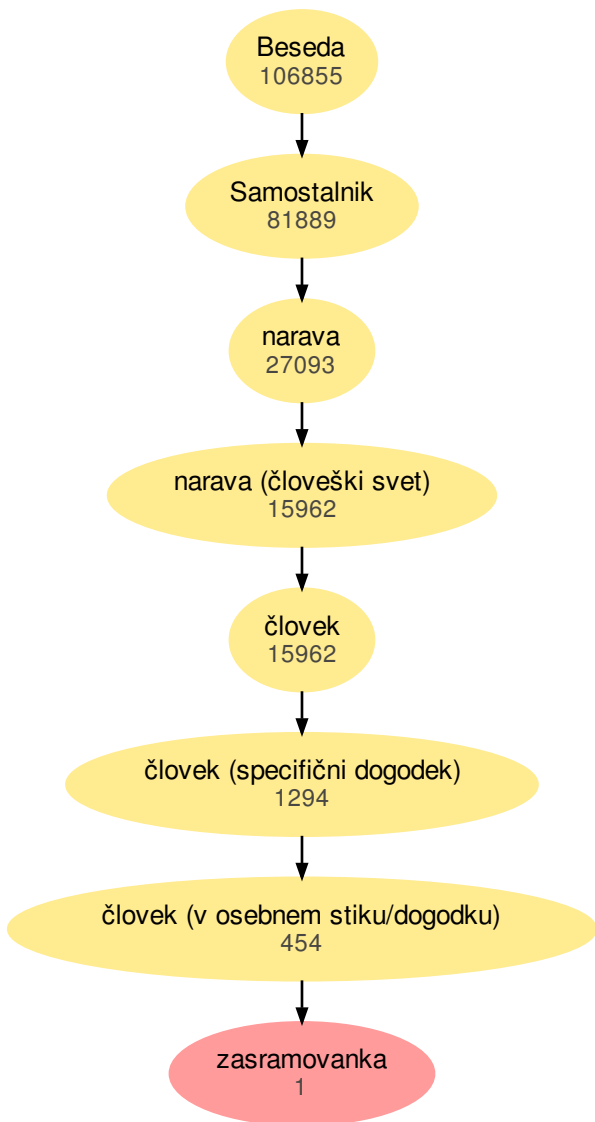 Beseda
106855
Samostalnik
81889
narava
27093
narava (človeški svet)
15962
človek
15962
človek (specifični dogodek)
1294
človek (v osebnem stiku/dogodku)
454
zasramovanka
1